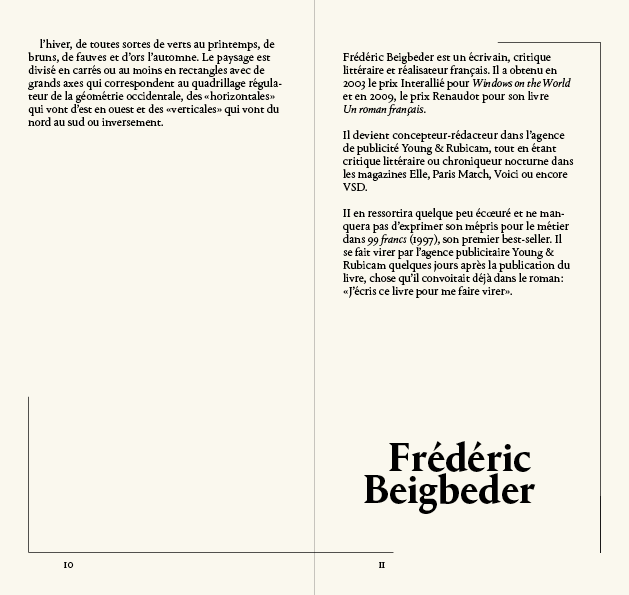 l'hiver, de toutes sortes de verts au printemps, de
bruns, de fauves et d'ors l'automne. Le paysage est
divisé en carrés ou au moins en rectangles avec de
grands axes qui correspondent au quadrillage régula-
teur de la géométrie occidentale, des «horizontales»
qui vont d'est en ouest et des «verticales» qui vont du
nord au sud ou inversement.
10
Frédéric Beigbeder est un écrivain, critique
littéraire et réalisateur français. Il a obtenu en
2003 le prix Interallié pour Windows on the World
et en 2009, le prix Renaudot pour son livre
Un roman français.
Il devient concepteur-rédacteur dans l'agence
de publicité Young & Rubicam, tout en étant
critique littéraire ou chroniqueur nocturne dans
les magazines Elle, Paris Match, Voici ou encore
VSD.
II en ressortira quelque peu écœuré et ne man-
quera pas d'exprimer son mépris pour le métier
dans 99 francs (1997), son premier best-seller. Il
se fait virer par l'agence publicitaire Young &
Rubicam quelques jours après la publication du
livre, chose qu'il convoitait déjà dans le roman:
«J'écris ce livre pour me faire virer».
Frédéric
Beigbeder
11